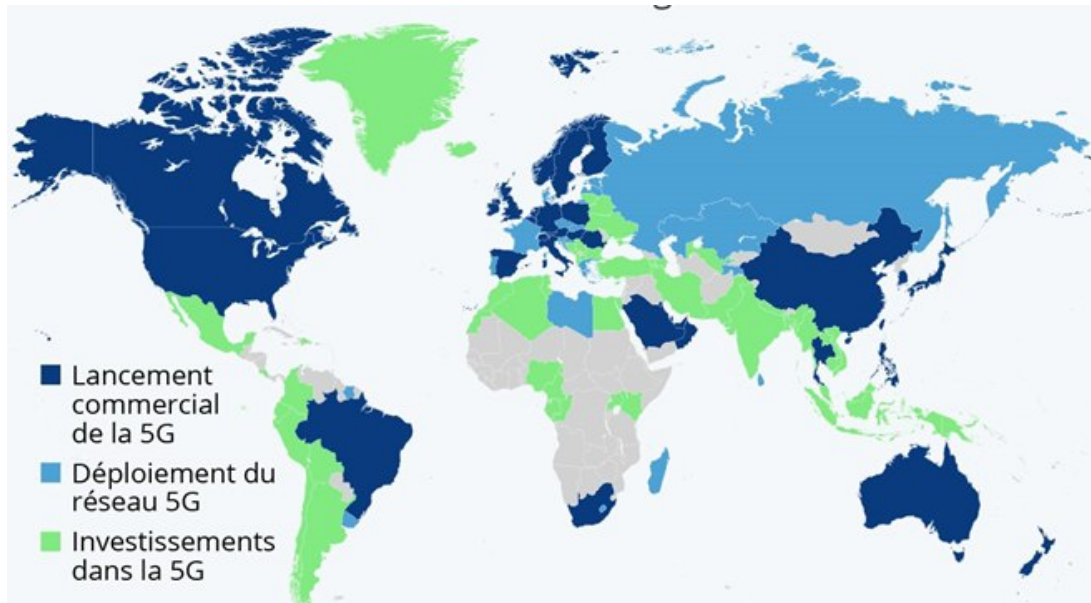 Lancement
commercial
de la 5G
Déploiement du
réseau 5G
Investissements
dans la 5G